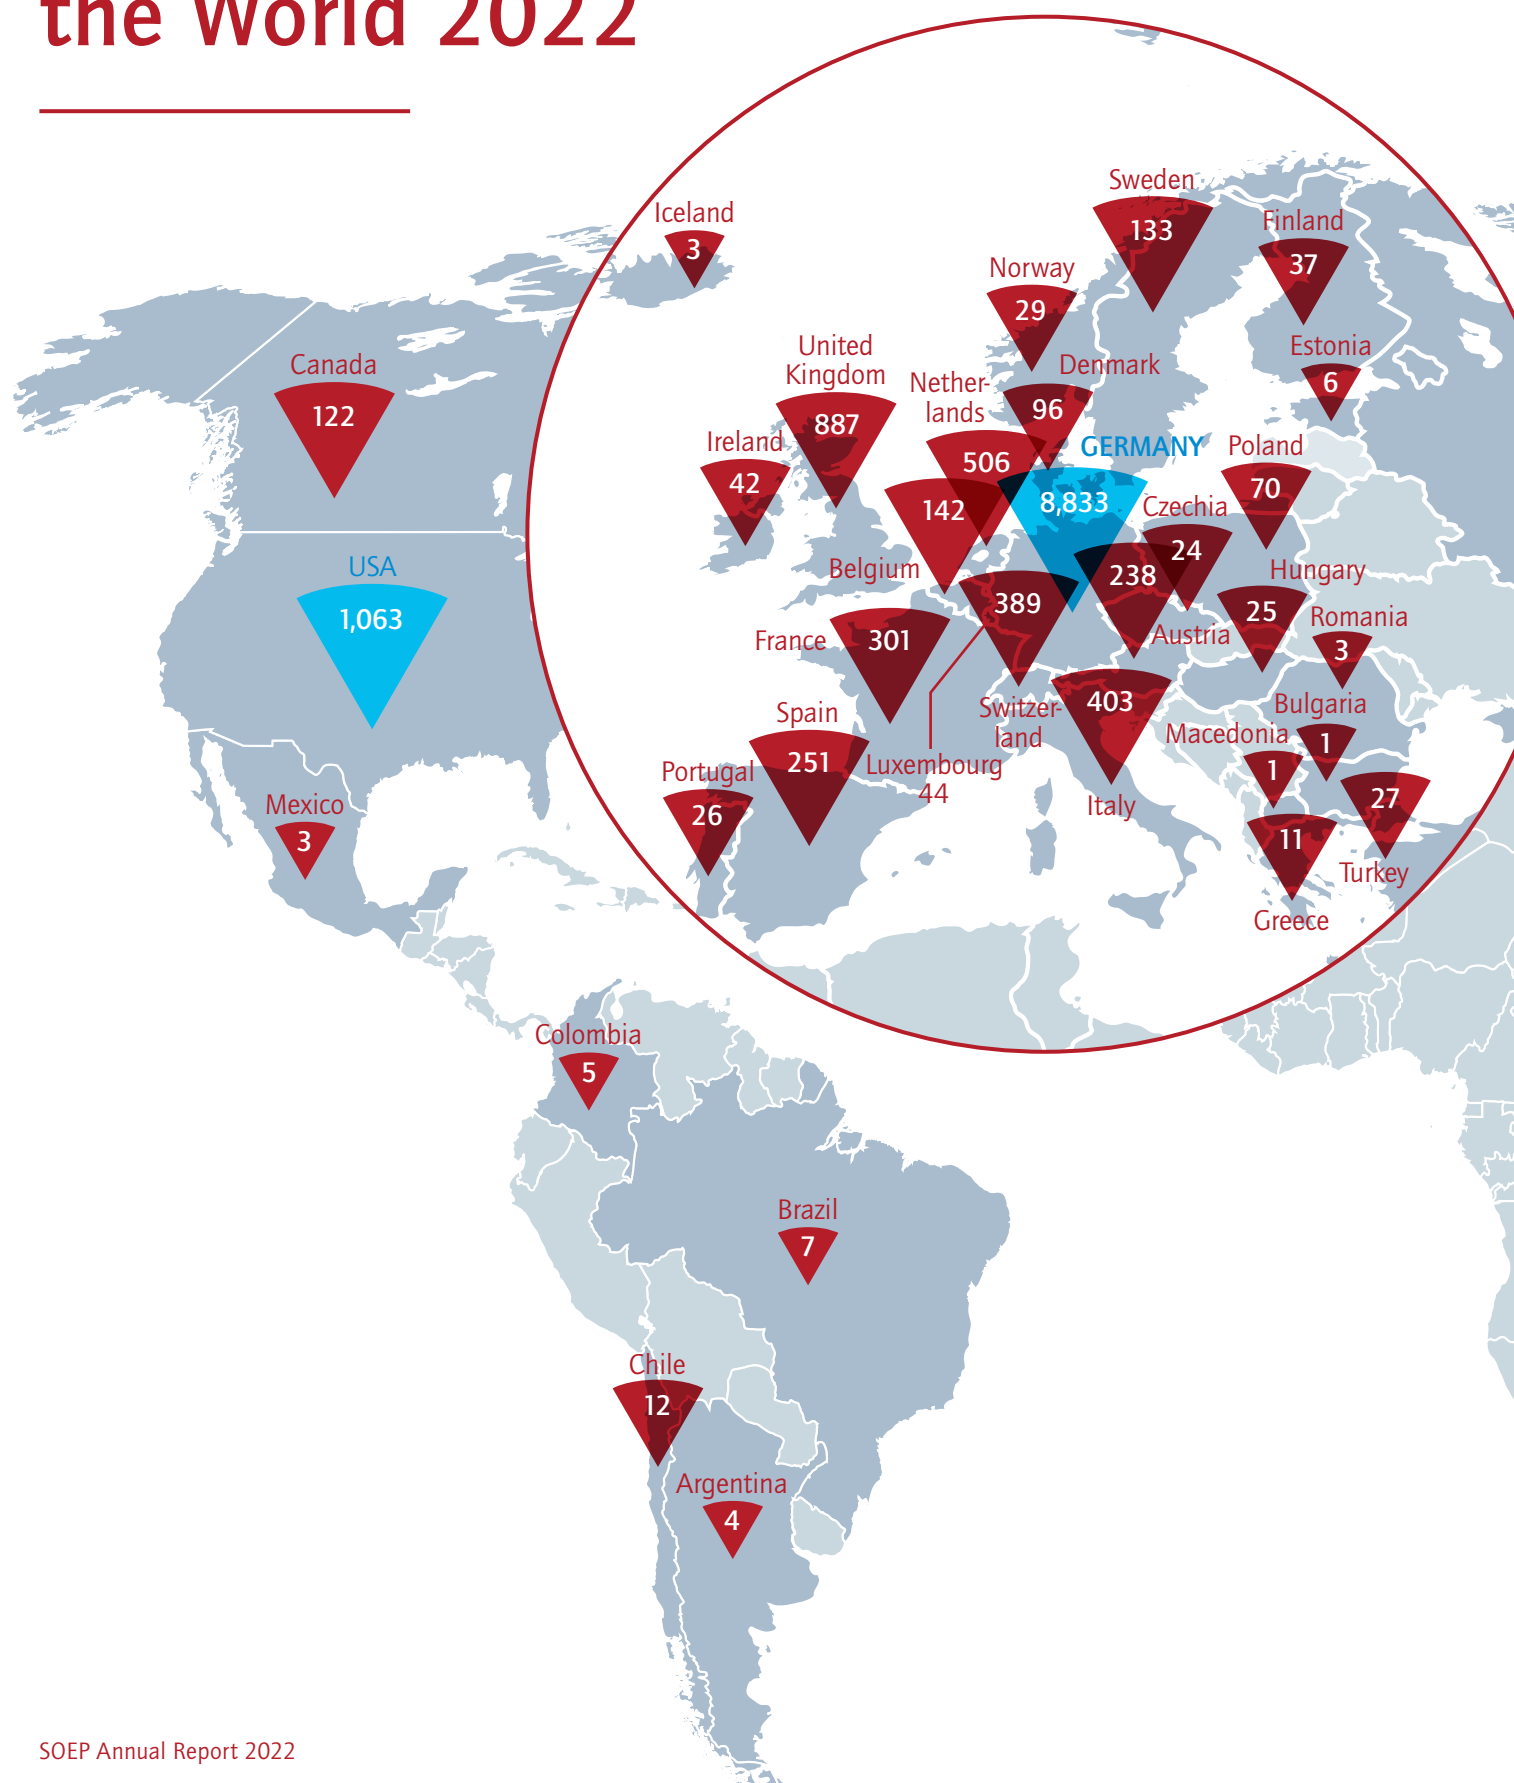 the World 2022
Iceland
3
Sweden
133
Finland
37
Norway
29
Canada
122
United
Kingdom
887
Nether-
lands
506
Denmark
96
Estonia
6
Ireland
42
GERMANY
8,833
Poland
70
142
Belgium
Czechia
24
USA
1,063
238
Austria
Hungary
25
389
France
301
Romania
3
Spain
251
Switzer-
land
403
Italy
Bulgaria
1
Macedonia
1
Luxembourg
44
Portugal
26
27
Turkey
11
Greece
Mexico
3
Colombia
5
Brazil
7
Chile
12
Argentina
4
SOEP Annual Report 2022